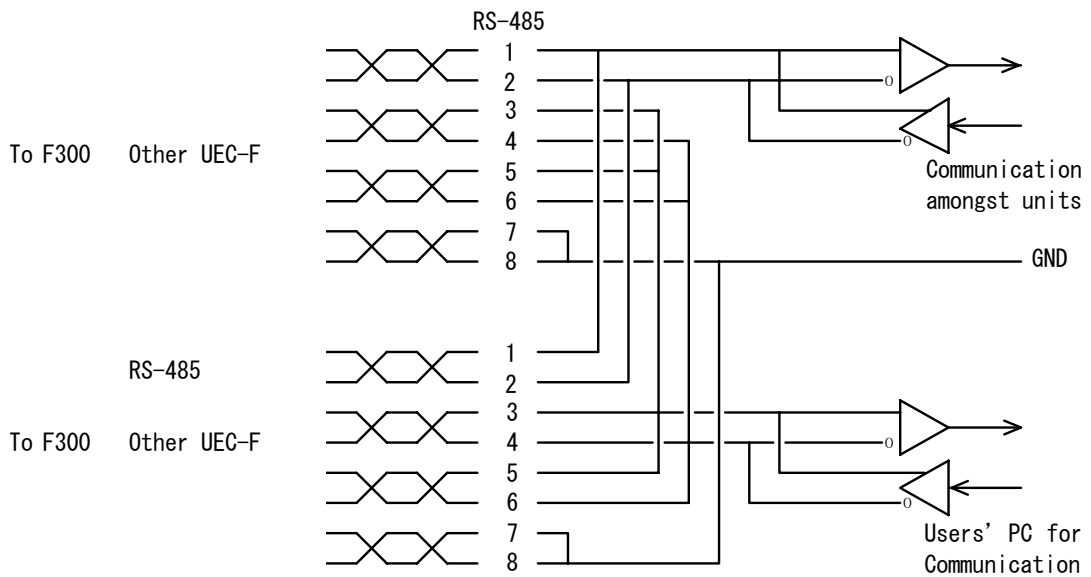 RS-485
1
2
3
4
To F300 Other UEC-F
5
6
7
8
Communication
amongst units
GND
1
RS-485
2
3
4
To F300 Other UEC-F
5
6
7
8
Users' PC for
Communication